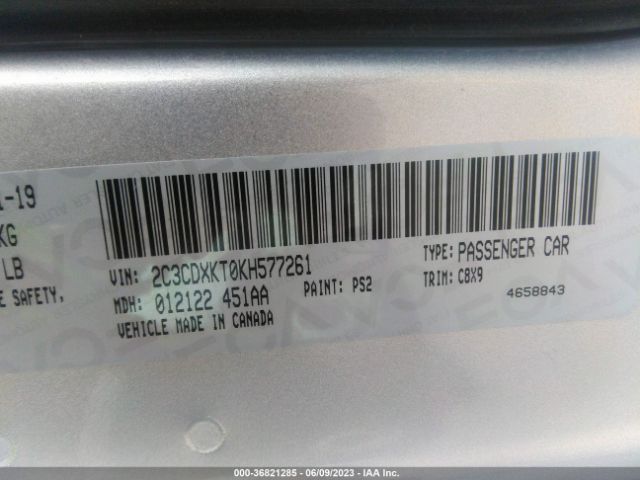 1-19
KG
LB
E SAFETY,
VIN: 2C3CDXKT0KH577261
TYPE: PASSENGER CAR
MDH: 012122 451AA
PAINT: PS2
TRIM: C8X9
VEHICLE MADE IN CANADA
4658843
000-36821285 - 06/09/2023 - IAA Inc.